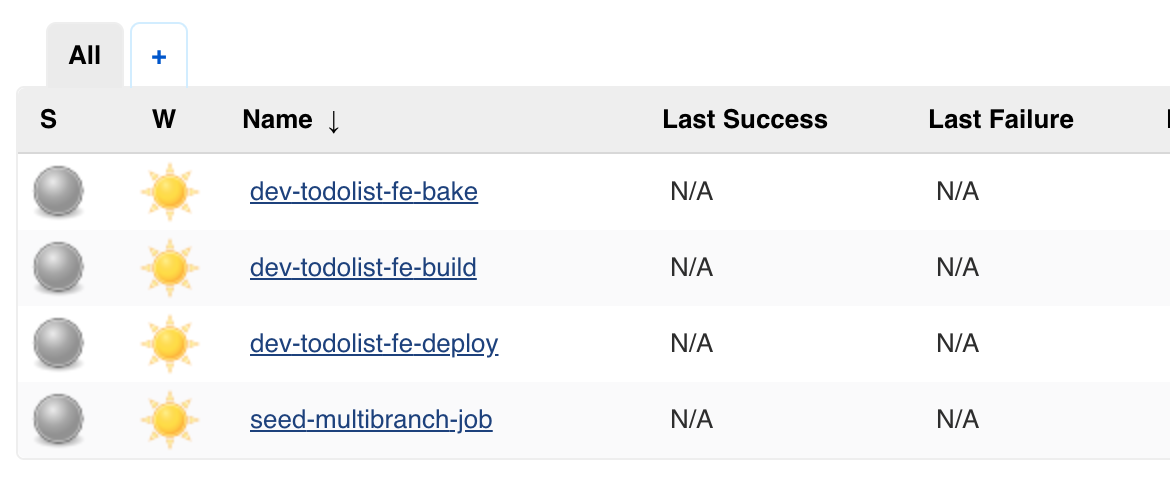 All +
S W Name ↓ Last Success Last Failure
dev-todolist-fe-bake N/A N/A
dev-todolist-fe-build N/A N/A
dev-todolist-fe-deploy N/A N/A
seed-multibranch-job N/A N/A